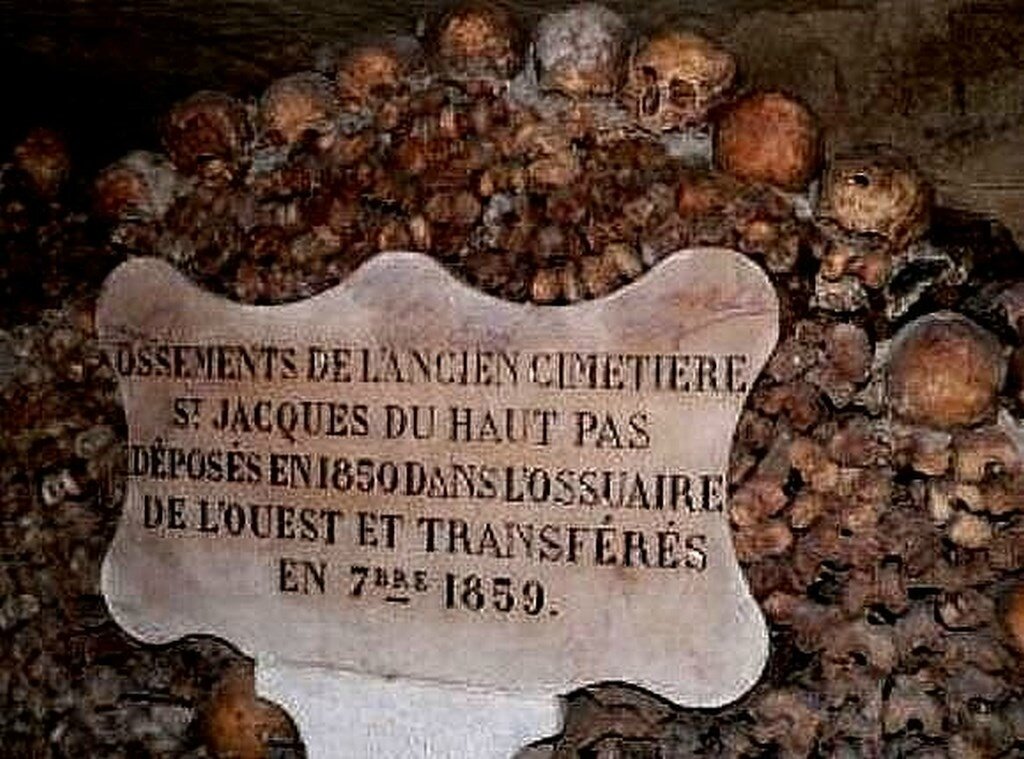 OSSEMENTS DE L'ANCIEN CIMETIERE
ST JACQUES DU HAUT PAS
DÉPOSÉS EN 1850 DANS L'OSSUAIRE
DE L'OUEST ET TRANSFÉRÉS
EN 7BRE 1859.